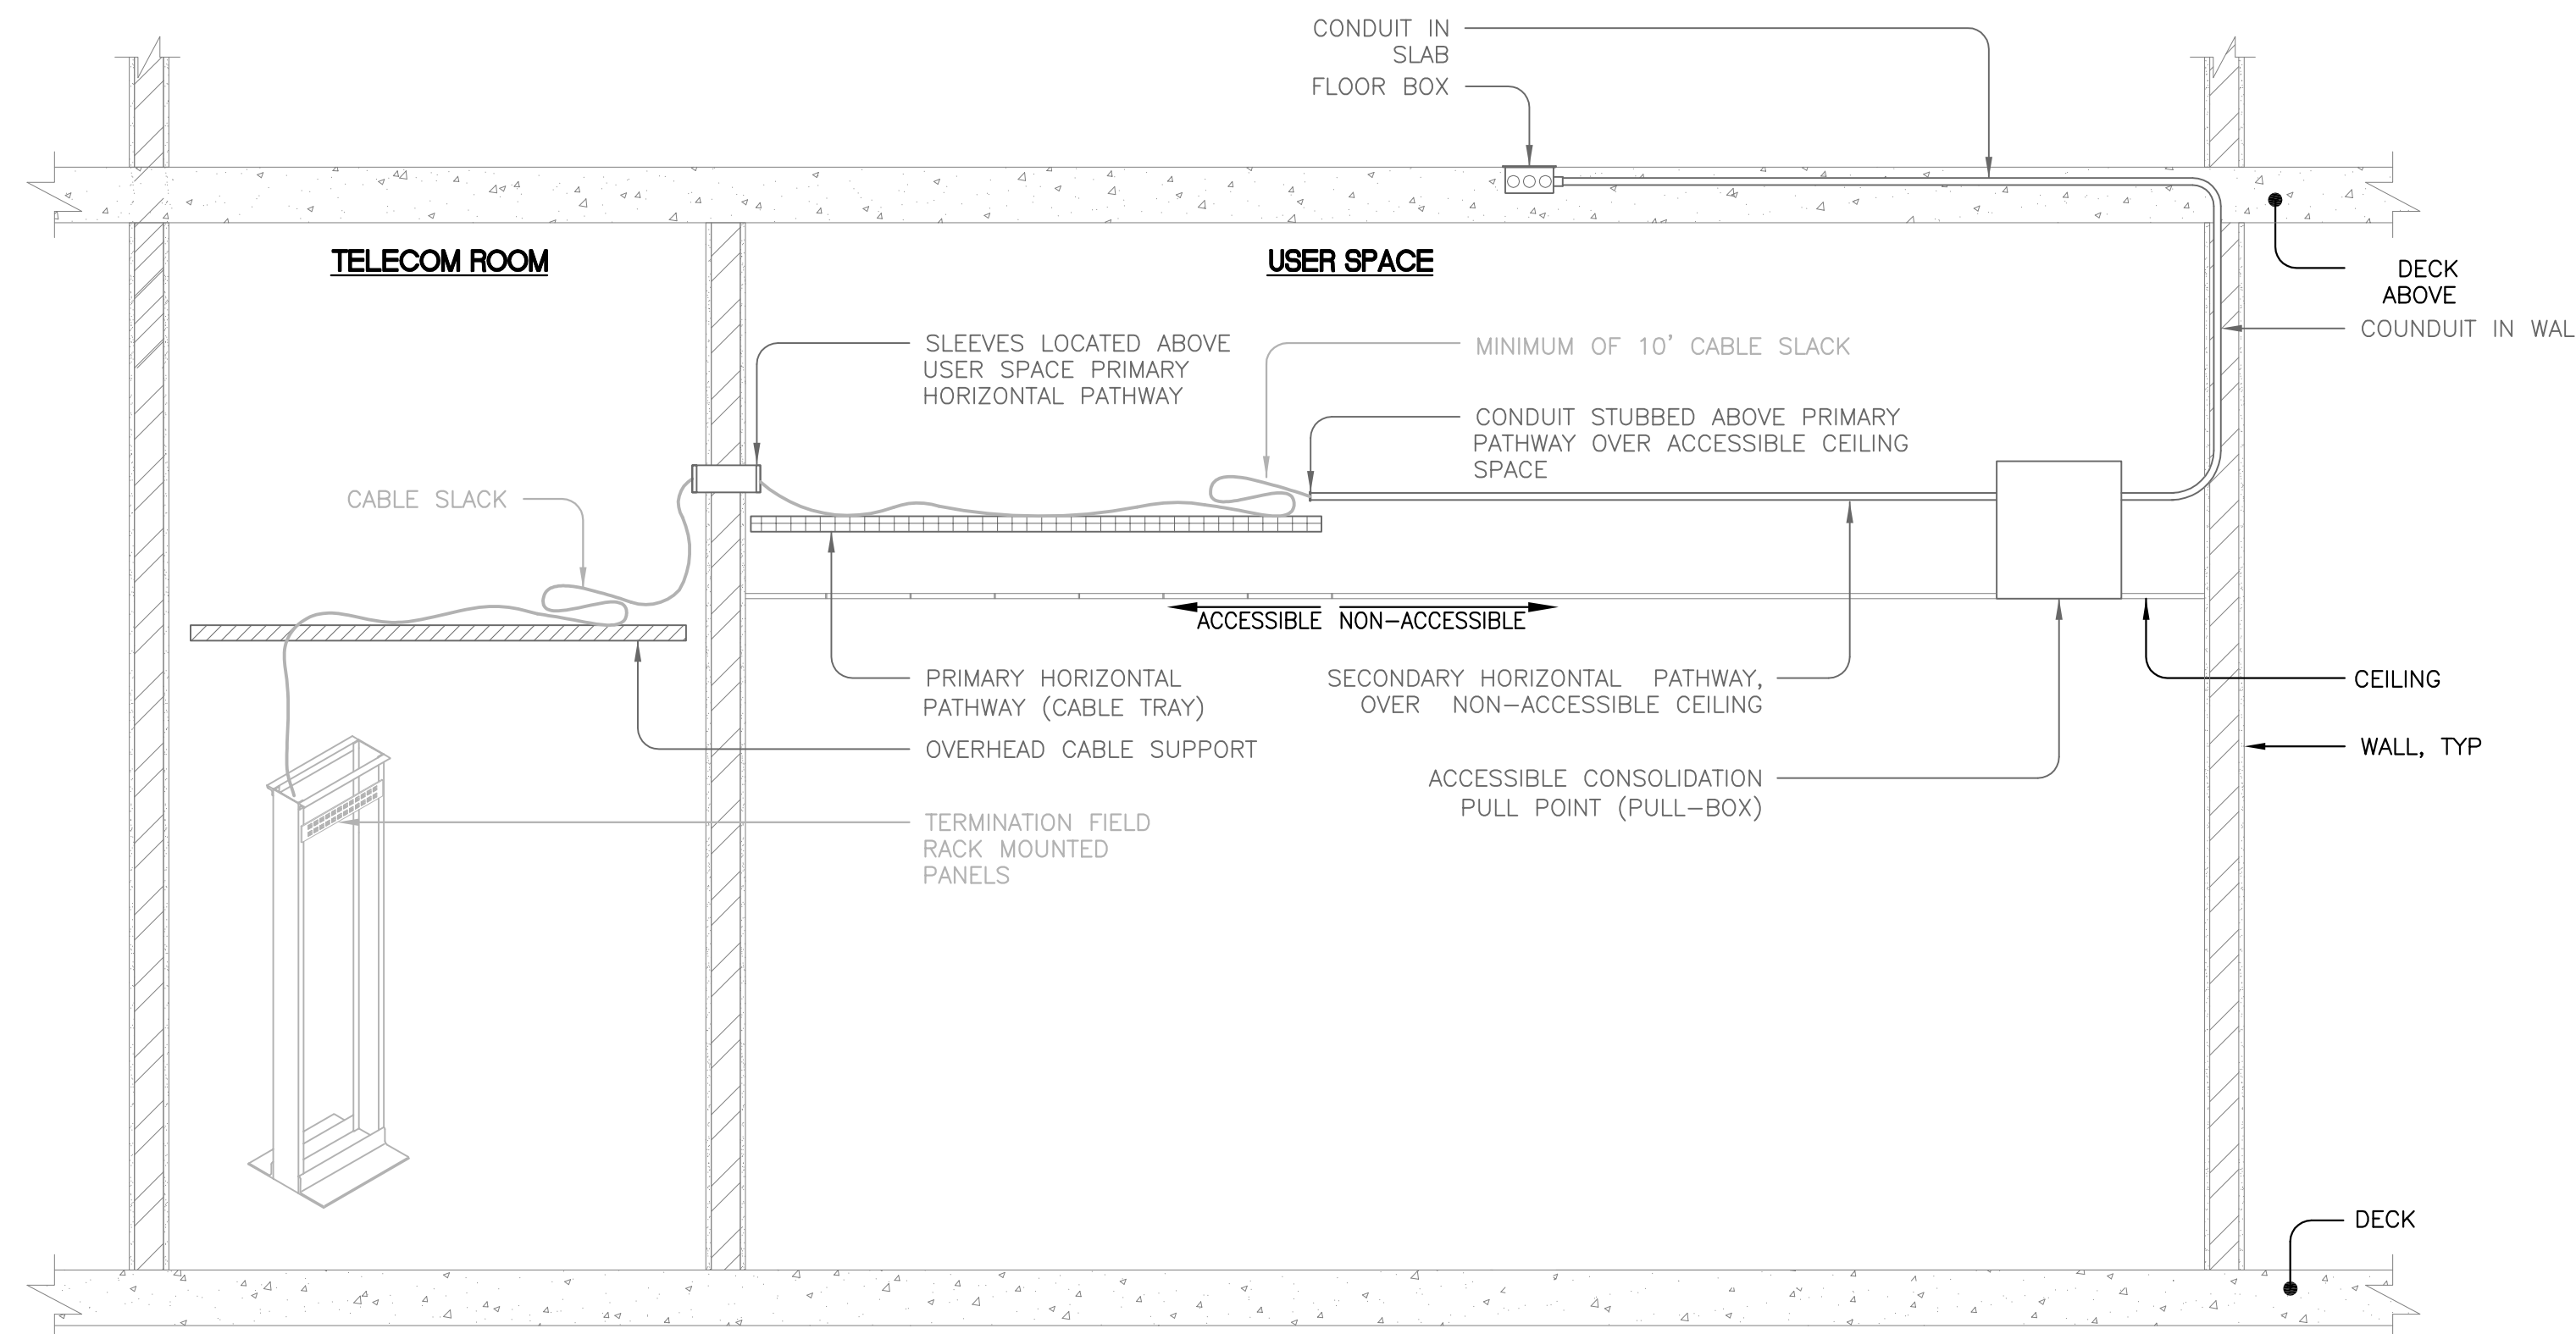 CONDUIT IN
SLAB
FLOOR BOX
TELECOM ROOM
USER SPACE
DECK
ABOVE
COUNDUIT IN WAL
SLEEVES LOCATED ABOVE
USER SPACE PRIMARY
HORIZONTAL PATHWAY
MINIMUM OF 10' CABLE SLACK
CONDUIT STUBBED ABOVE PRIMARY
PATHWAY OVER ACCESSIBLE CEILING
SPACE
CABLE SLACK
ACCESSIBLE NON-ACCESSIBLE
PRIMARY HORIZONTAL
PATHWAY (CABLE TRAY)
SECONDARY HORIZONTAL PATHWAY,
OVER NON-ACCESSIBLE CEILING
CEILING
OVERHEAD CABLE SUPPORT
WALL, TYP
ACCESSIBLE CONSOLIDATION
PULL POINT (PULL-BOX)
TERMINATION FIELD
RACK MOUNTED
PANELS
DECK